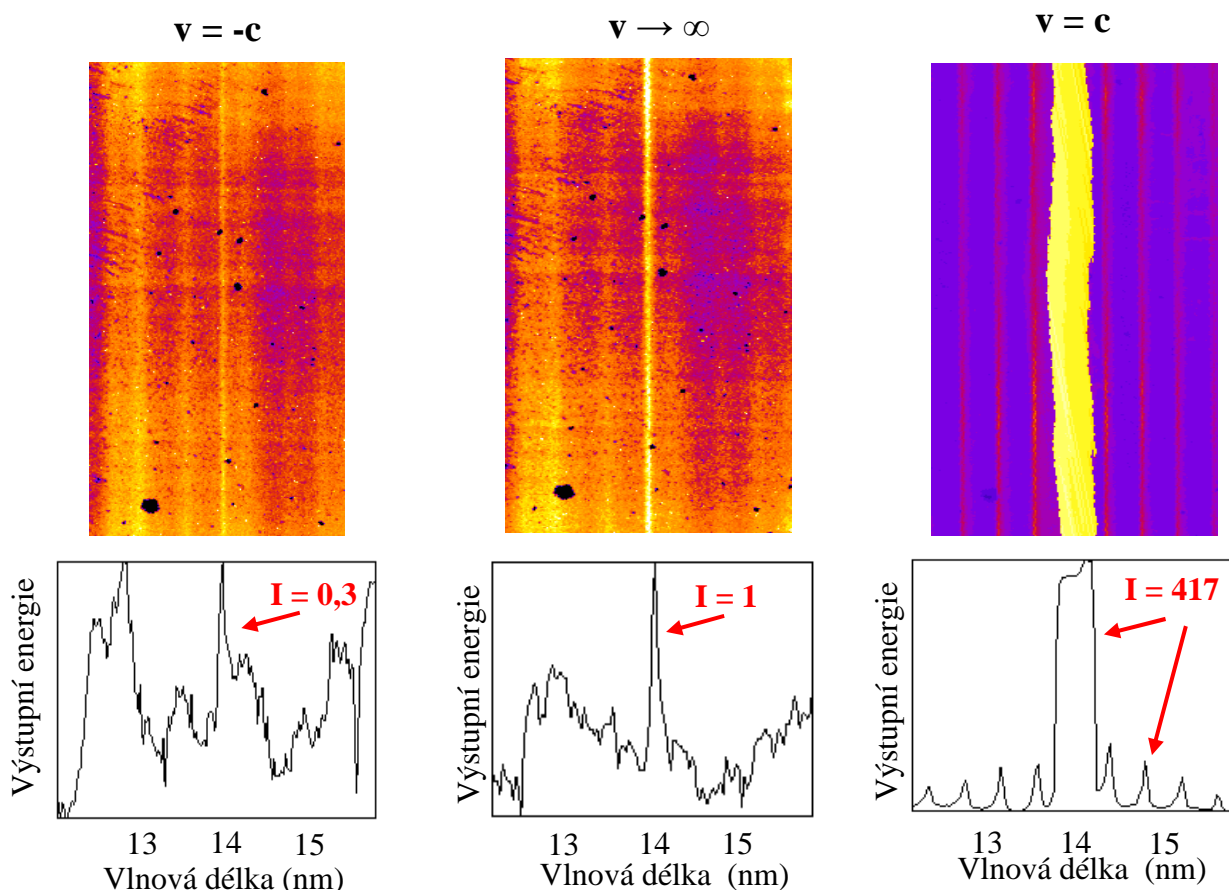 v = -c
v → ∞
v = c
Výstupní energie
I = 0,3
13 14 15
Vlnová délka (nm)
Výstupní energie
I = 1
13 14 15
Vlnová délka (nm)
Výstupní energie
I = 417
13 14 15
Vlnová délka (nm)